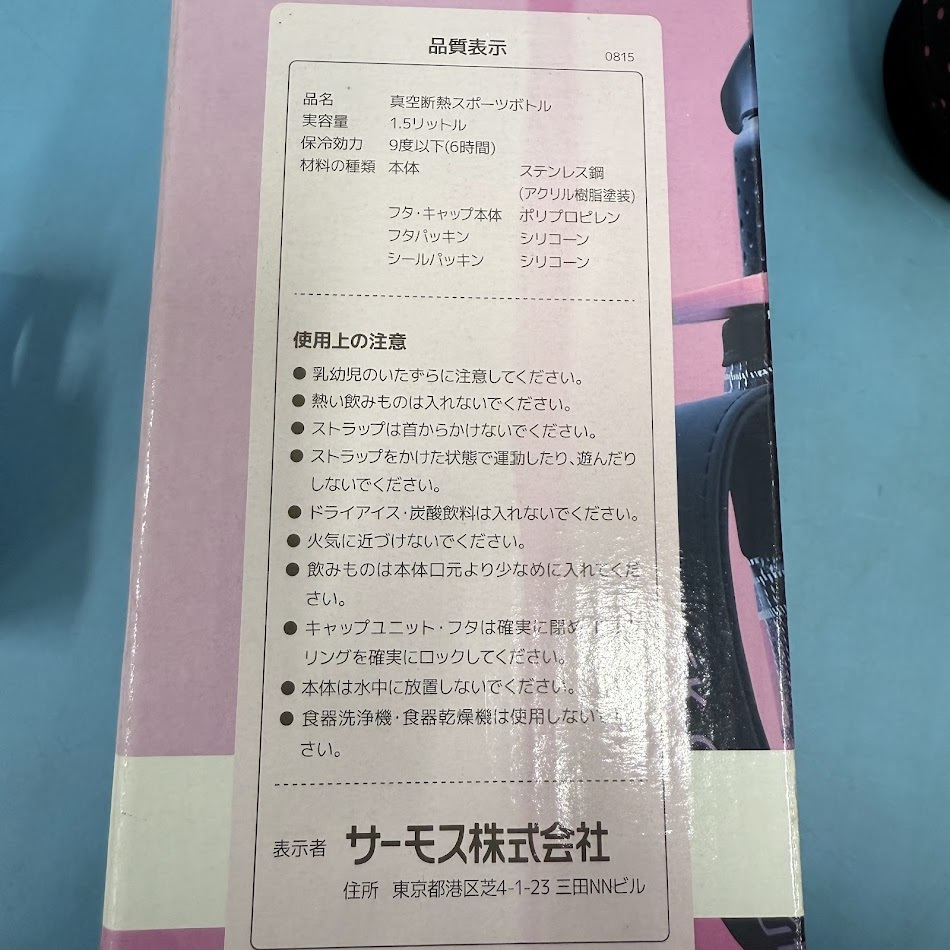 品質表示
0815
品名 真空断熱スポーツボトル
実容量 1.5リットル
保冷効力 9度以下(6時間)
材料の種類 本体 ステンレス鋼
(アクリル樹脂塗装)
フタ・キャップ本体 ポリプロピレン
フタパッキン シリコーン
シールパッキン シリコーン
使用上の注意
● 乳幼児のいたずらに注意してください。
● 熱い飲みものは入れないでください。
● ストラップは首からかけないでください。
● ストラップをかけた状態で運動したり、遊んだり
しないでください。
● ドライアイス・炭酸飲料は入れないでください。
● 火気に近づけないでください。
● 飲みものは本体口元より少なめに入れてくだ
さい。
● キャップユニット・フタは確実に閉め
リングを確実にロックしてください。
● 本体は水中に放置しないでください。
● 食器洗浄機・食器乾燥機は使用しない
さい。
表示者 サーモス株式会社
住所 東京都港区芝4-1-23 三田NNビル